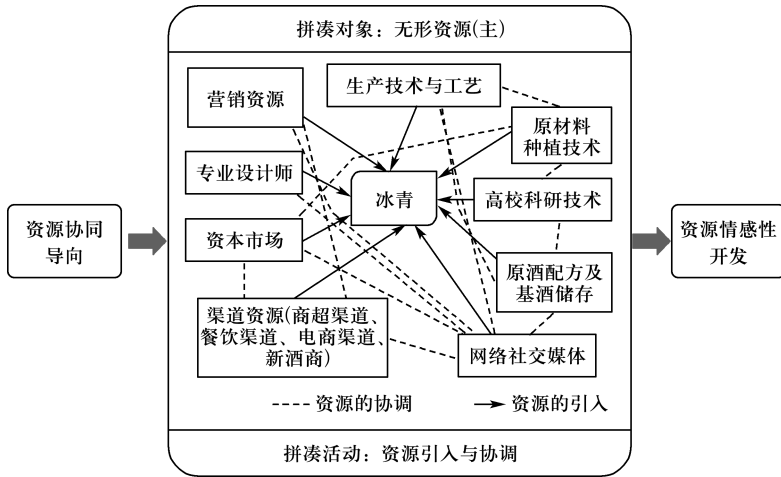 拼凑对象：无形资源(主)
营销资源
生产技术与工艺
原材料
种植技术
专业设计师
冰青
高校科研技术
资源协同
导向
资本市场
资源情感性
开发
原酒配方及
基酒储存
渠道资源(商超渠道、
餐饮渠道、电商渠道、
新酒商)
网络社交媒体
资源的协调
资源的引入
拼凑活动：资源引入与协调